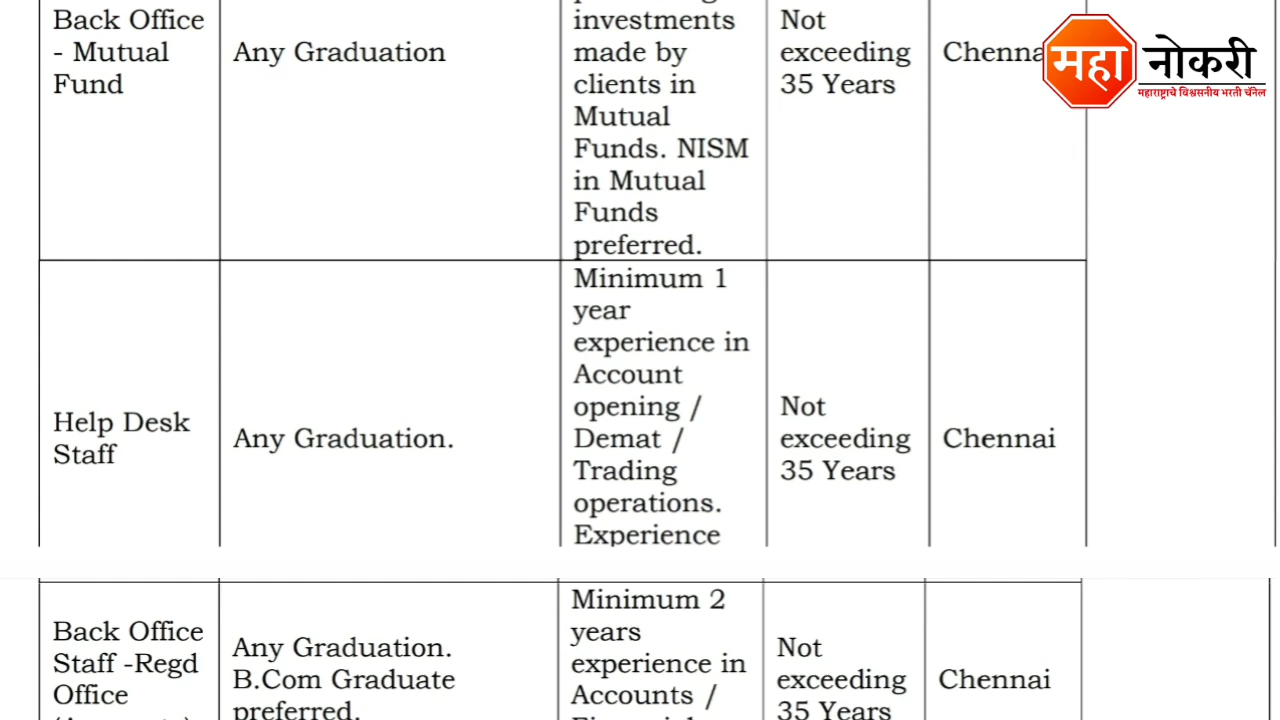 Back Office
- Mutual
Fund
Any Graduation
investments
made by
clients in
Mutual
Funds. NISM
in Mutual
Funds
preferred.
Not
exceeding
35 Years
Chenna
महा नोकरी
महाराष्ट्राचे विश्वसनीय भरती चॅनेल
Help Desk
Staff
Any Graduation.
Minimum 1
year
experience in
Account
opening /
Demat /
Trading
operations.
Experience
Not
exceeding
35 Years
Chennai
Back Office
Staff -Regd
Office
Any Graduation.
B.Com Graduate
preferred.
Minimum 2
years
experience in
Accounts /
Not
exceeding
35 Years
Chennai